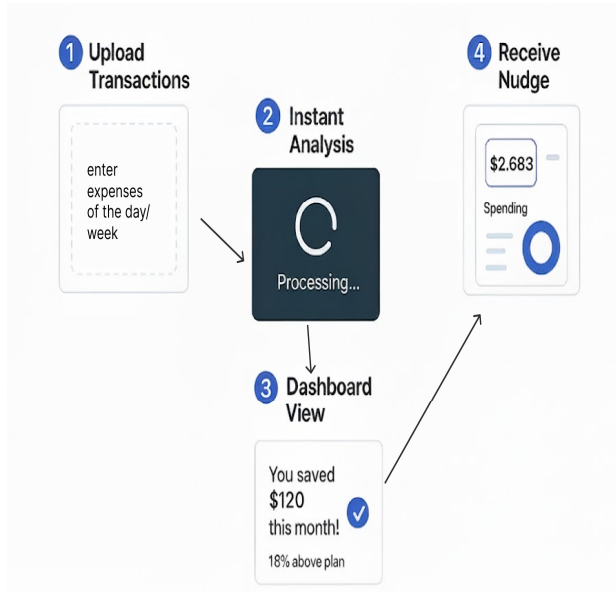 1 Upload
Transactions
enter
expenses
of the day/
week
2 Instant
Analysis
Processing...
3 Dashboard
View
You saved
$120
this month!
18% above plan
4 Receive
Nudge
$2.683
Spending